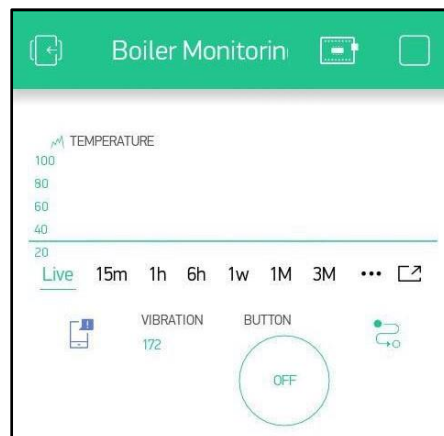 Boiler Monitorin
TEMPERATURE
100
80
60
40
20
Live 15m 1h 6h 1w 1M 3M ...
VIBRATION BUTTON
172
OFF